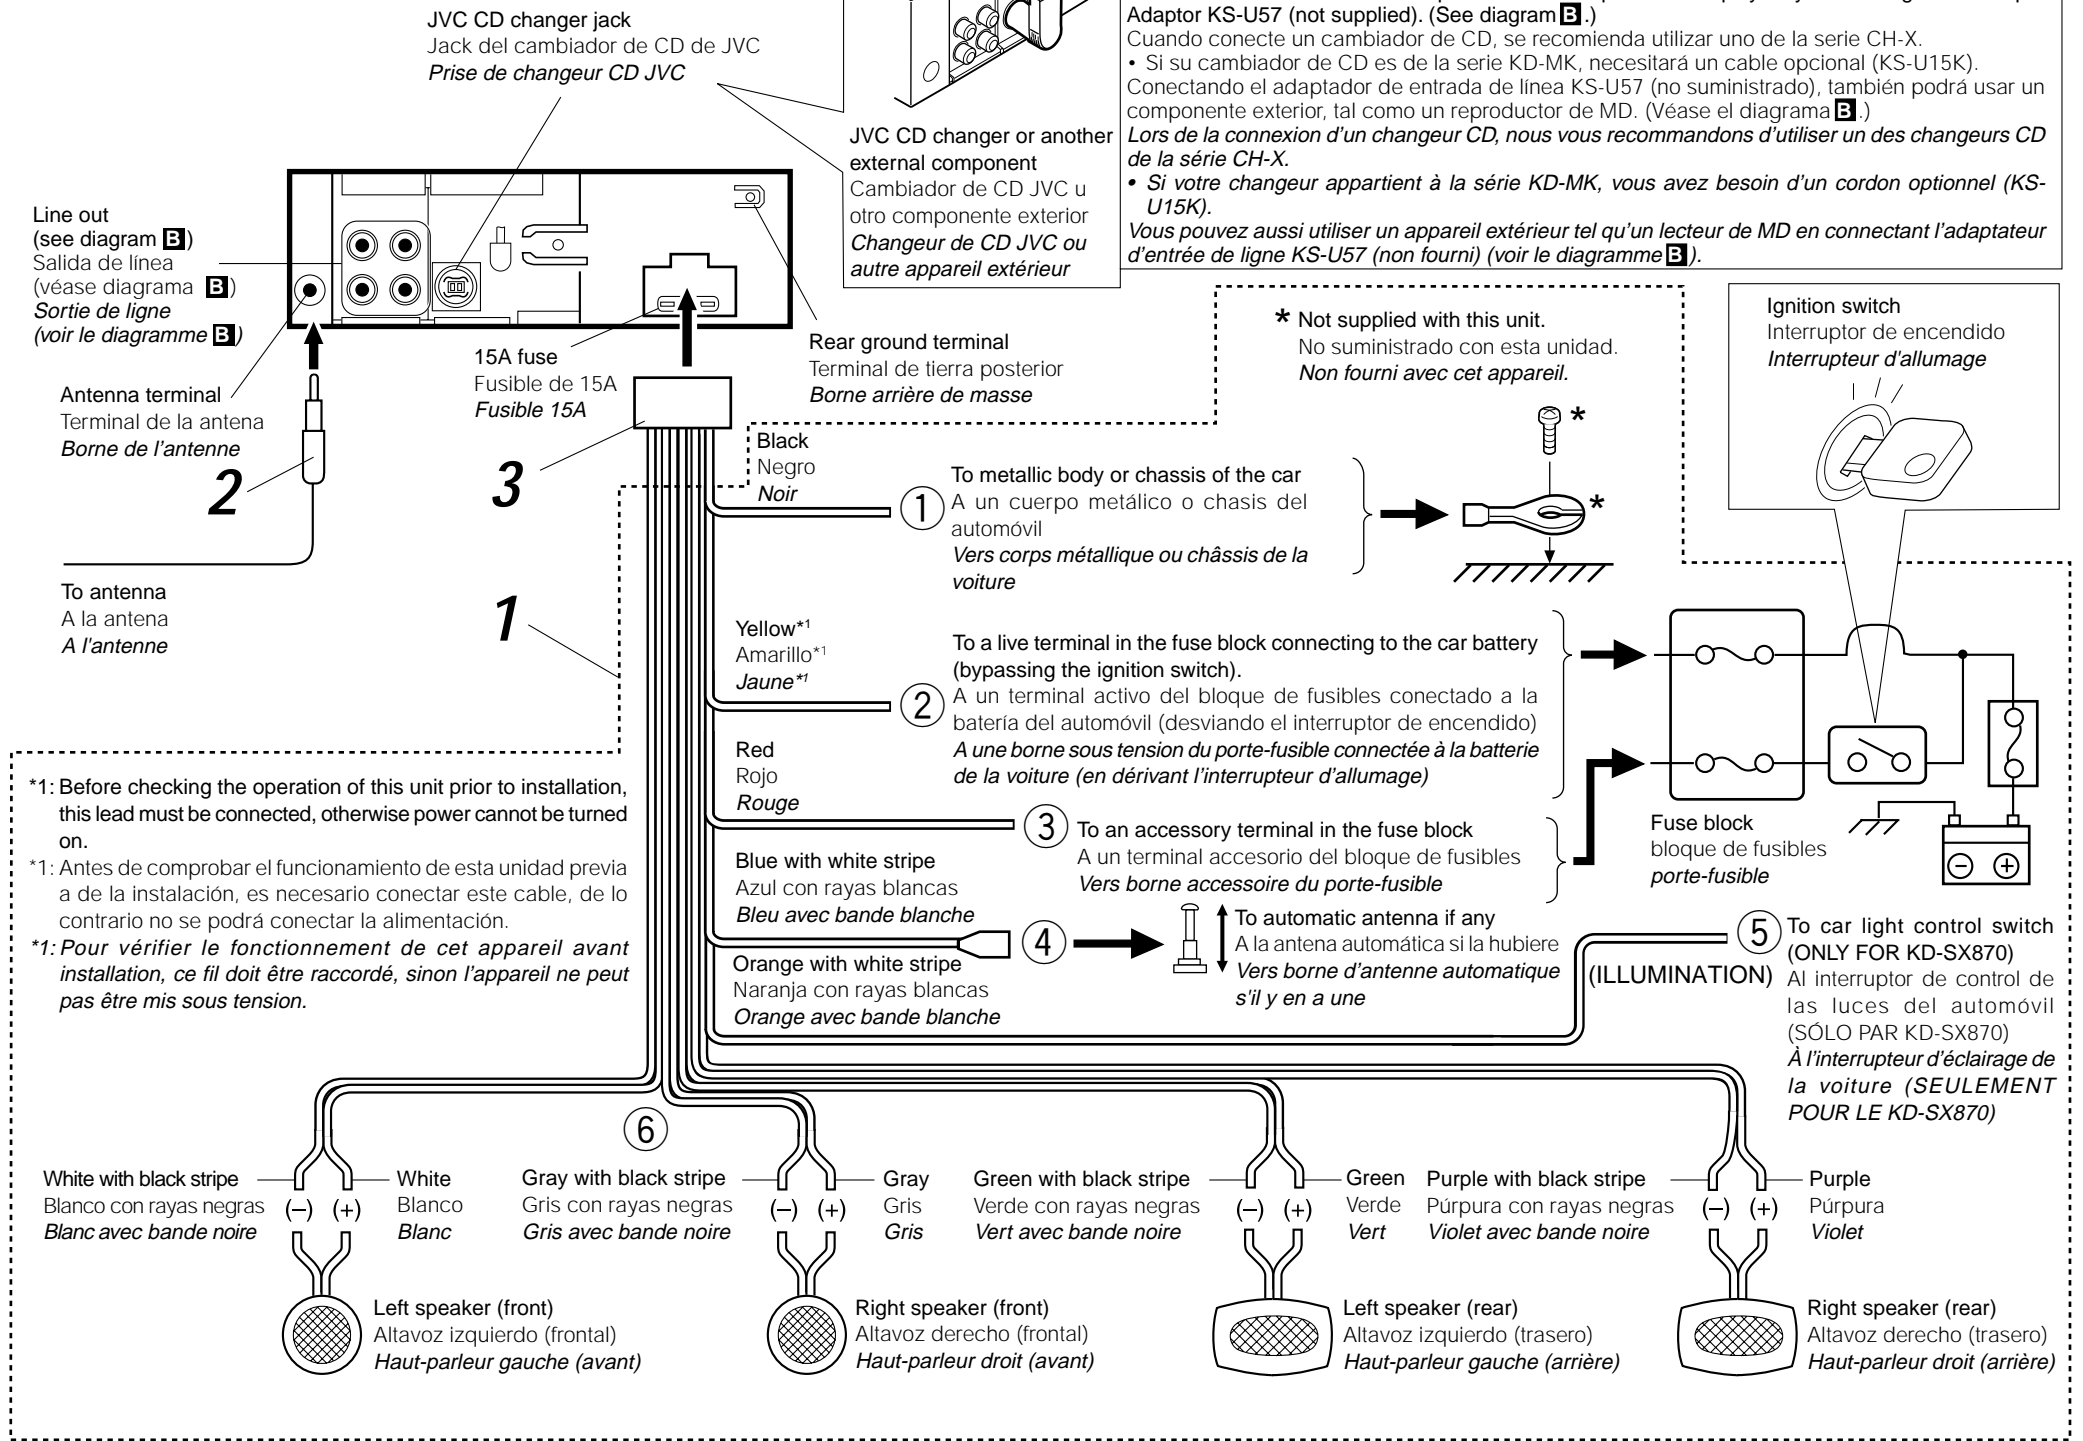 JVC CD changer jack
Jack del cambiador de CD de JVC
Prise de changeur CD JVC
Adaptor KS-U57 (not supplied). (See diagram B.)
Cuando conecte un cambiador de CD, se recomienda utilizar uno de la serie CH-X.
• Si su cambiador de CD es de la serie KD-MK, necesitará un cable opcional (KS-U15K).
Conectando el adaptador de entrada de línea KS-U57 (no suministrado), también podrá usar un
componente exterior, tal como un reproductor de MD. (Véase el diagrama B.)
Lors de la connexion d'un changeur CD, nous vous recommandons d'utiliser un des changeurs CD
de la série CH-X.
• Si votre changeur appartient à la série KD-MK, vous avez besoin d'un cordon optionnel (KS-
U15K).
Vous pouvez aussi utiliser un appareil extérieur tel qu'un lecteur de MD en connectant l'adaptateur
d'entrée de ligne KS-U57 (non fourni) (voir le diagramme B).
JVC CD changer or another
external component
Cambiador de CD JVC u
otro componente exterior
Changeur de CD JVC ou
autre appareil extérieur
Line out
(see diagram B)
Salida de línea
(véase diagrama B)
Sortie de ligne
(voir le diagramme B)
Antenna terminal
Terminal de la antena
Borne de l'antenne
2
To antenna
A la antena
A l'antenne
15A fuse
Fusible de 15A
Fusible 15A
3
Rear ground terminal
Terminal de tierra posterior
Borne arrière de masse
* Not supplied with this unit.
No suministrado con esta unidad.
Non fourni avec cet appareil.
Ignition switch
Interruptor de encendido
Interrupteur d'allumage
Black
Negro
Noir
1
To metallic body or chassis of the car
A un cuerpo metálico o chasis del
automóvil
Vers corps métallique ou châssis de la
voiture
*
*
1
Yellow*1
Amarillo*1
Jaune*1
2
To a live terminal in the fuse block connecting to the car battery
(bypassing the ignition switch).
A un terminal activo del bloque de fusibles conectado a la
batería del automóvil (desviando el interruptor de encendido)
A une borne sous tension du porte-fusible connectée à la batterie
de la voiture (en dérivant l'interrupteur d'allumage)
Red
Rojo
Rouge
3
To an accessory terminal in the fuse block
A un terminal accesorio del bloque de fusibles
Vers borne accessoire du porte-fusible
Fuse block
bloque de fusibles
porte-fusible
− +
*1: Before checking the operation of this unit prior to installation,
this lead must be connected, otherwise power cannot be turned
on.
*1: Antes de comprobar el funcionamiento de esta unidad previa
a de la instalación, es necesario conectar este cable, de lo
contrario no se podrá conectar la alimentación.
*1: Pour vérifier le fonctionnement de cet appareil avant
installation, ce fil doit être raccordé, sinon l'appareil ne peut
pas être mis sous tension.
Blue with white stripe
Azul con rayas blancas
Bleu avec bande blanche
4
To automatic antenna if any
A la antena automática si la hubiere
Vers borne d'antenne automatique
s'il y en a une
Orange with white stripe
Naranja con rayas blancas
Orange avec bande blanche
(ILLUMINATION)
5
To car light control switch
(ONLY FOR KD-SX870)
Al interruptor de control de
las luces del automóvil
(SÓLO PAR KD-SX870)
À l'interrupteur d'éclairage de
la voiture (SEULEMENT
POUR LE KD-SX870)
6
White with black stripe
Blanco con rayas negras
Blanc avec bande noire
(−) (+)
White
Blanco
Blanc
Gray with black stripe
Gris con rayas negras
Gris avec bande noire
(−) (+)
Gray
Gris
Gris
Green with black stripe
Verde con rayas negras
Vert avec bande noire
(−) (+)
Green
Verde
Vert
Purple with black stripe
Púrpura con rayas negras
Violet avec bande noire
(−) (+)
Purple
Púrpura
Violet
Left speaker (front)
Altavoz izquierdo (frontal)
Haut-parleur gauche (avant)
Right speaker (front)
Altavoz derecho (frontal)
Haut-parleur droit (avant)
Left speaker (rear)
Altavoz izquierdo (trasero)
Haut-parleur gauche (arrière)
Right speaker (rear)
Altavoz derecho (trasero)
Haut-parleur droit (arrière)